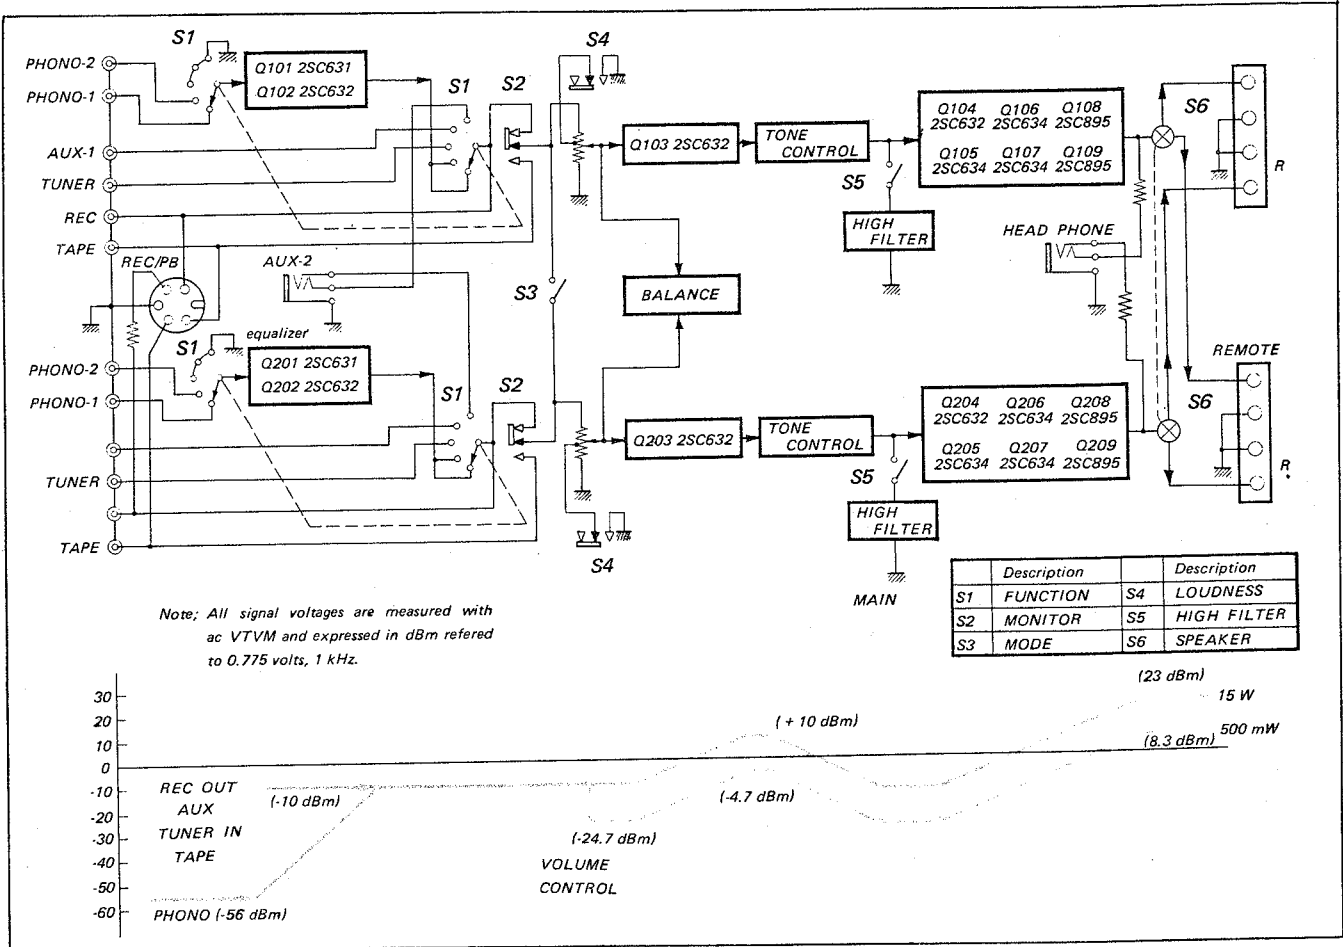 S1
PHONO-2
PHONO-1
AUX-1
TUNER
REC
TAPE
Q101 2SC631
Q102 2SC632
S1
S2
S4
Q103 2SC632
TONE
CONTROL
S5
HIGH
FILTER
Q104 Q106 Q108
2SC632 2SC634 2SC895
Q105 Q107 Q109
2SC634 2SC634 2SC895
S6
R
HEAD PHONE
REC/PB
AUX-2
S3
BALANCE
S1
equalizer
PHONO-2
PHONO-1
TUNER
TAPE
Q201 2SC631
Q202 2SC632
S1
S2
S4
Q203 2SC632
TONE
CONTROL
S5
HIGH
FILTER
MAIN
Q204 Q206 Q208
2SC632 2SC634 2SC895
Q205 Q207 Q209
2SC634 2SC634 2SC895
S6
REMOTE
R
Description Description
S1 FUNCTION S4 LOUDNESS
S2 MONITOR S5 HIGH FILTER
S3 MODE S6 SPEAKER
Note; All signal voltages are measured with
ac VTVM and expressed in dBm refered
to 0.775 volts, 1 kHz.
30
20
10
0
-10
-20
-30
-40
-50
-60
REC OUT
AUX
TUNER IN
TAPE
(-10 dBm)
PHONO (-56 dBm)
(-24.7 dBm)
VOLUME
CONTROL
(+ 10 dBm)
(-4.7 dBm)
(23 dBm)
15 W
(8.3 dBm) 500 mW